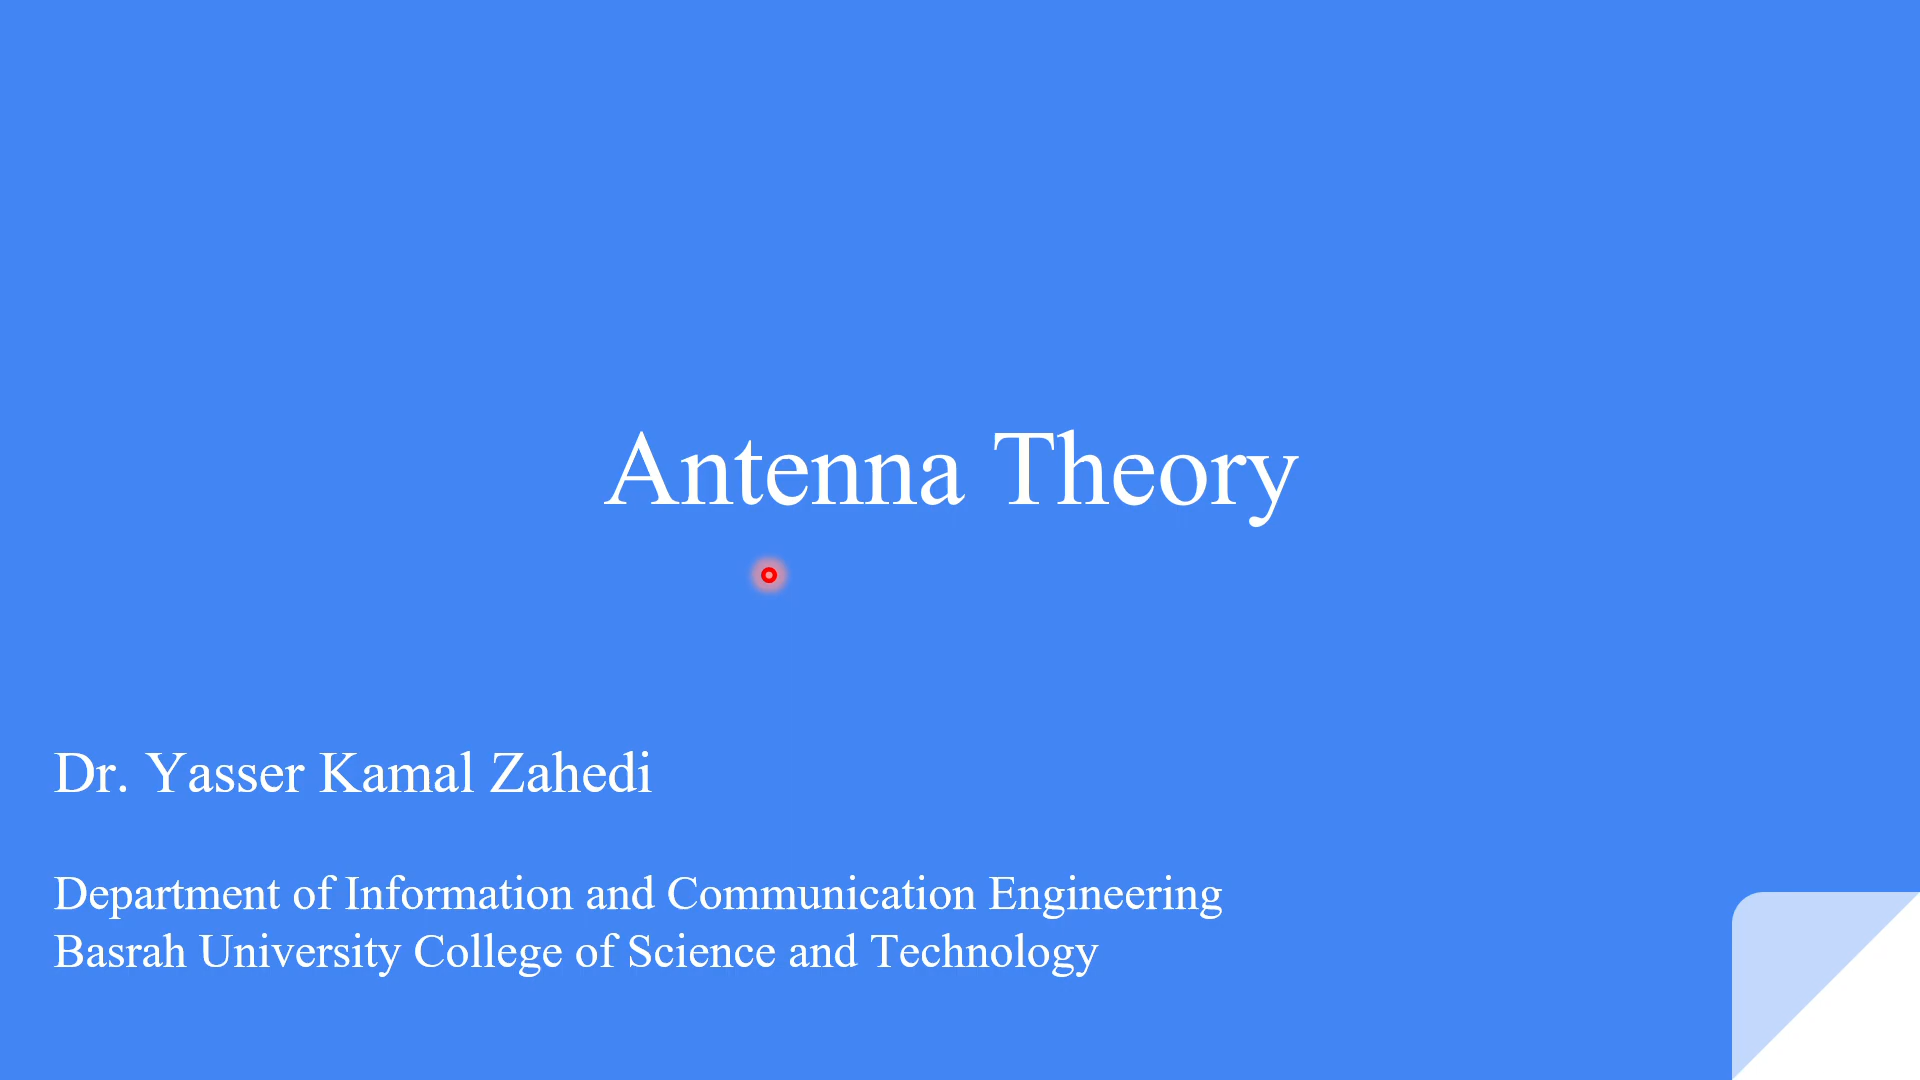 Antenna Theory
Dr. Yasser Kamal Zahedi
Department of Information and Communication Engineering
Basrah University College of Science and Technology